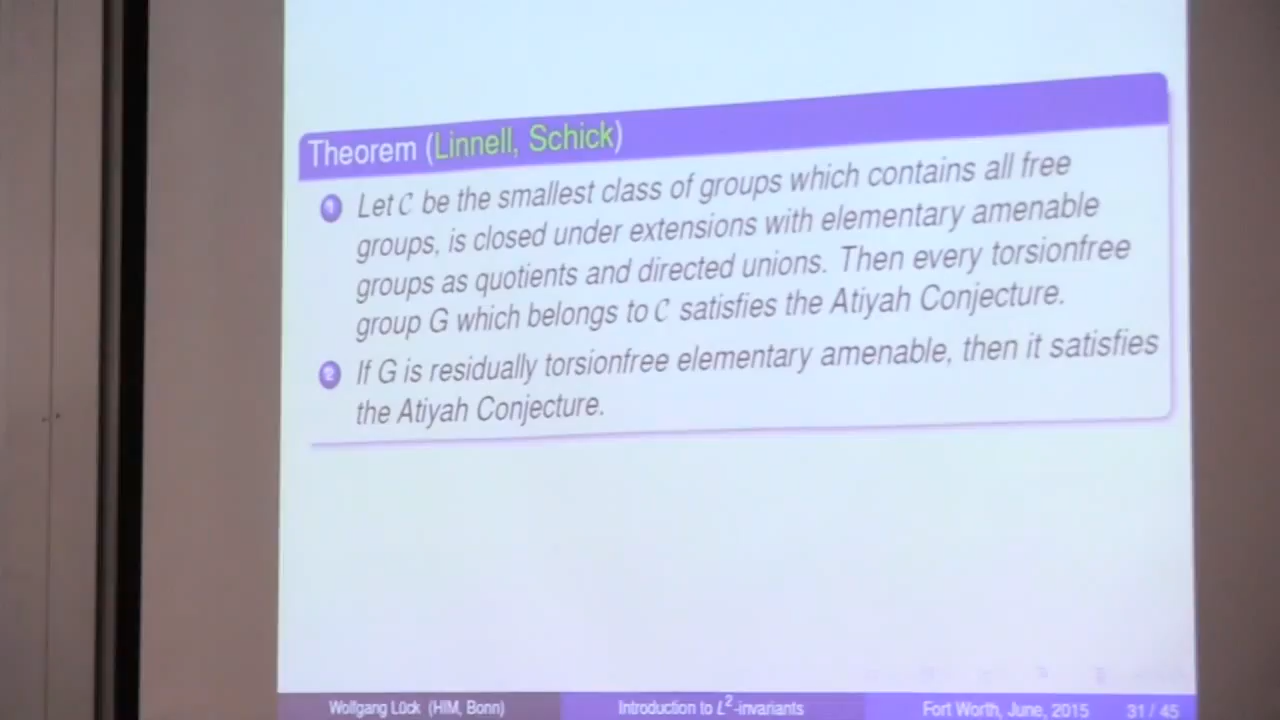 Theorem (Linnell, Schick)
1 Let C be the smallest class of groups which contains all free
groups, is closed under extensions with elementary amenable
groups as quotients and directed unions. Then every torsionfree
group G which belongs to C satisfies the Atiyah Conjecture.
2 If G is residually torsionfree elementary amenable, then it satisfies
the Atiyah Conjecture.
Wolfgang Lück (HIM, Bonn) Introduction to L²-invariants Fort Worth, June, 2015 31 / 45